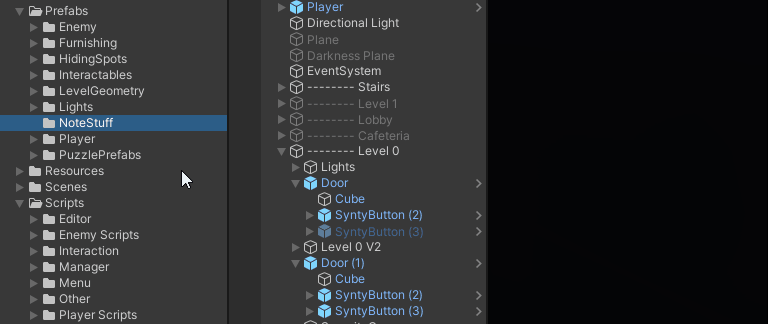 Prefabs
Enemy
Furnishing
HidingSpots
Interactables
LevelGeometry
Lights
NoteStuff
Player
PuzzlePrefabs
Resources
Scenes
Scripts
Editor
Enemy Scripts
Interaction
Manager
Menu
Other
Player Scripts
Player
Directional Light
Plane
Darkness Plane
EventSystem
-------- Stairs
-------- Level 1
-------- Lobby
-------- Cafeteria
-------- Level 0
Lights
Door
Cube
SyntyButton (2)
SyntyButton (3)
Level 0 V2
Door (1)
Cube
SyntyButton (2)
SyntyButton (3)